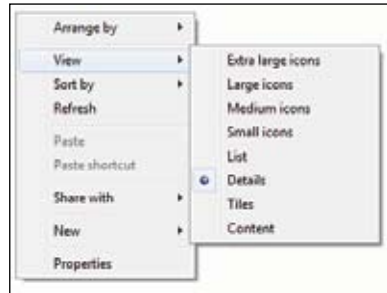 Arrange by
View
Sort by
Refresh
Paste
Paste shortcut
Share with
New
Properties
Extra large icons
Large icons
Medium icons
Small icons
List
Details
Tiles
Content